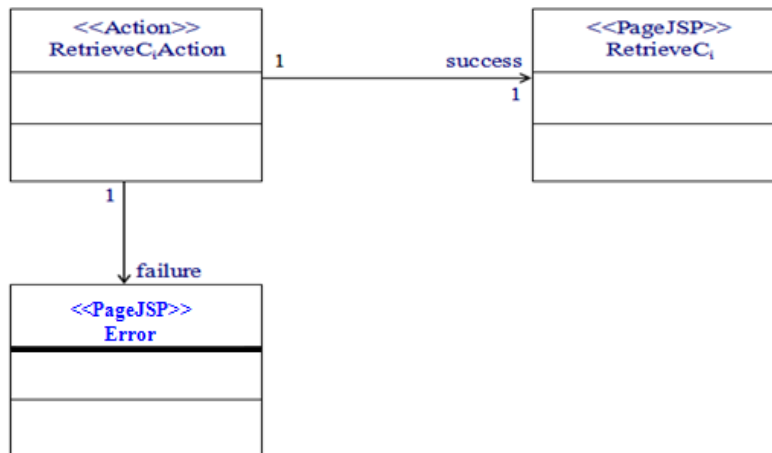 <<Action>>
RetrieveCᵢAction
<<PageJSP>>
RetrieveCᵢ
1
success
1
1
failure
<<PageJSP>>
Error